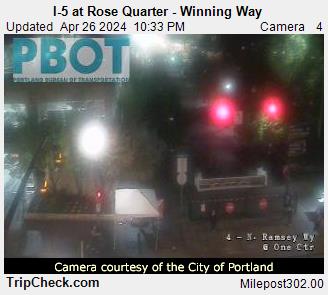 I-5 at Rose Quarter - Winning Way
Updated Apr 26 2024 10:33 PM Camera 4
PBOT
PORTLAND BUREAU OF TRANSPORTATION
4 - N. Ramsey Wy
@ One Ctr
Camera courtesy of the City of Portland
TripCheck.com Milepost302.00